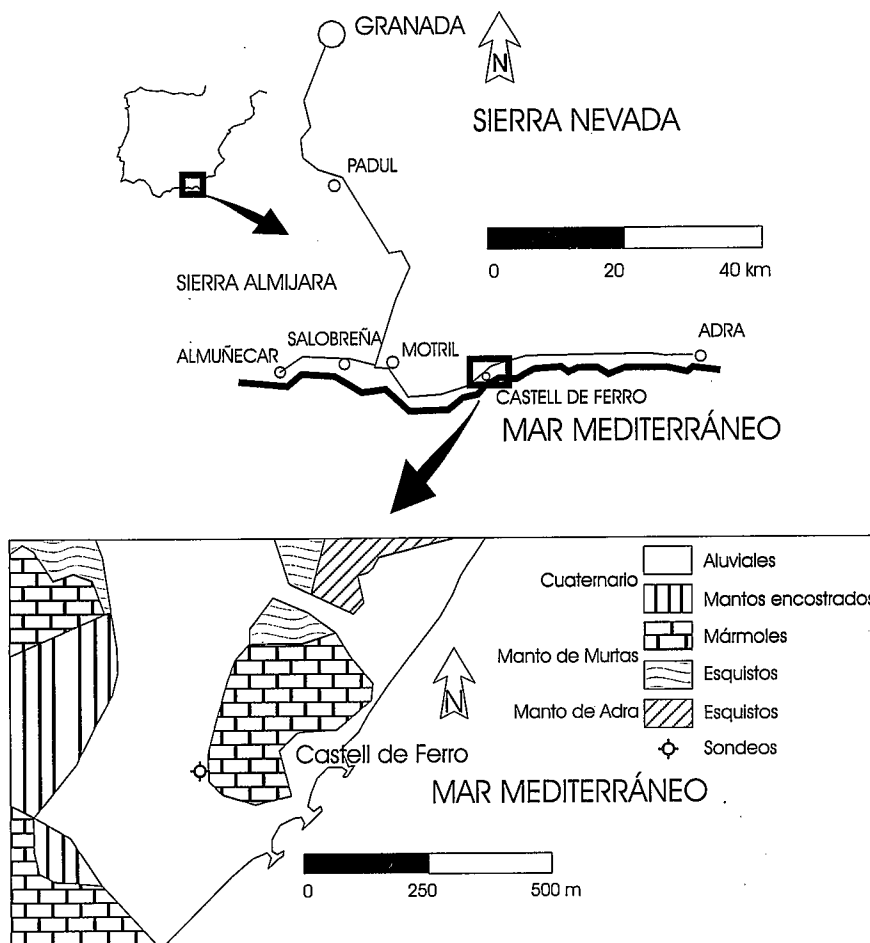 GRANADA
N
SIERRA NEVADA
PADUL
0 20 40 km
SIERRA ALMIJARA
SALOBREÑA
MOTRIL
ADRA
ALMUÑECAR
CASTELL DE FERRO
MAR MEDITERRÁNEO
Cuaternario
Aluviales
Mantos encostrados
Manto de Murtas
Mármoles
Esquistos
Manto de Adra
Esquistos
Sondeos
N
Castell de Ferro
MAR MEDITERRÁNEO
0 250 500 m